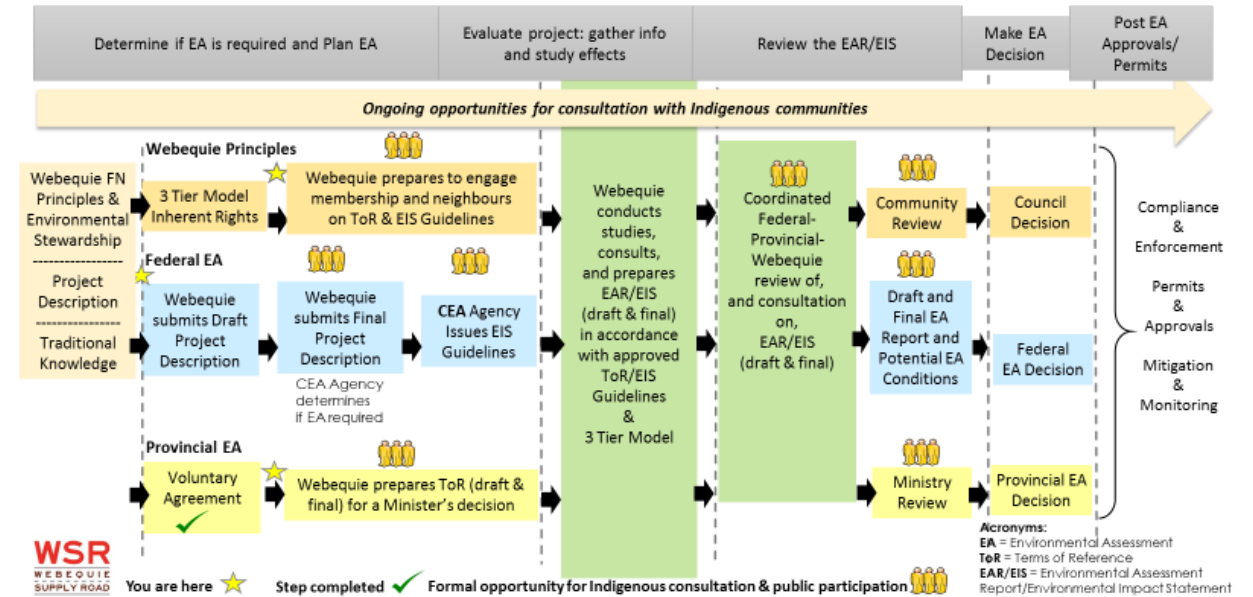 Determine if EA is required and Plan EA
Evaluate project: gather info
and study effects
Review the EAR/EIS
Make EA
Decision
Post EA
Approvals/
Permits
Ongoing opportunities for consultation with Indigenous communities
Webequie FN
Principles &
Environmental
Stewardship
--------------------
Project
Description
----------------
Traditional
Knowledge
Webequie Principles
3 Tier Model
Inherent Rights
Webequie prepares to engage
membership and neighbours
on ToR & EIS Guidelines
Federal EA
Webequie
submits Draft
Project
Description
Webequie
submits Final
Project
Description
CEA Agency
determines
if EA required
CEA Agency
Issues EIS
Guidelines
Provincial EA
Voluntary
Agreement
Webequie prepares ToR (draft &
final) for a Minister's decision
Webequie
conducts
studies,
consults,
and prepares
EAR/EIS
(draft & final)
in accordance
with approved
ToR/EIS
Guidelines
&
3 Tier Model
Coordinated
Federal-
Provincial-
Webequie
review of,
and consultation
on,
EAR/EIS
(draft & final)
Community
Review
Council
Decision
Draft and
Final EA
Report and
Potential EA
Conditions
Federal
EA Decision
Ministry
Review
Provincial EA
Decision
Compliance
&
Enforcement
Permits
&
Approvals
Mitigation
&
Monitoring
WSR
WEBEQUIE
SUPPLY ROAD
You are here
Step completed
Formal opportunity for Indigenous consultation & public participation
Acronyms:
EA = Environmental Assessment
ToR = Terms of Reference
EAR/EIS = Environmental Assessment
Report/Environmental Impact Statement